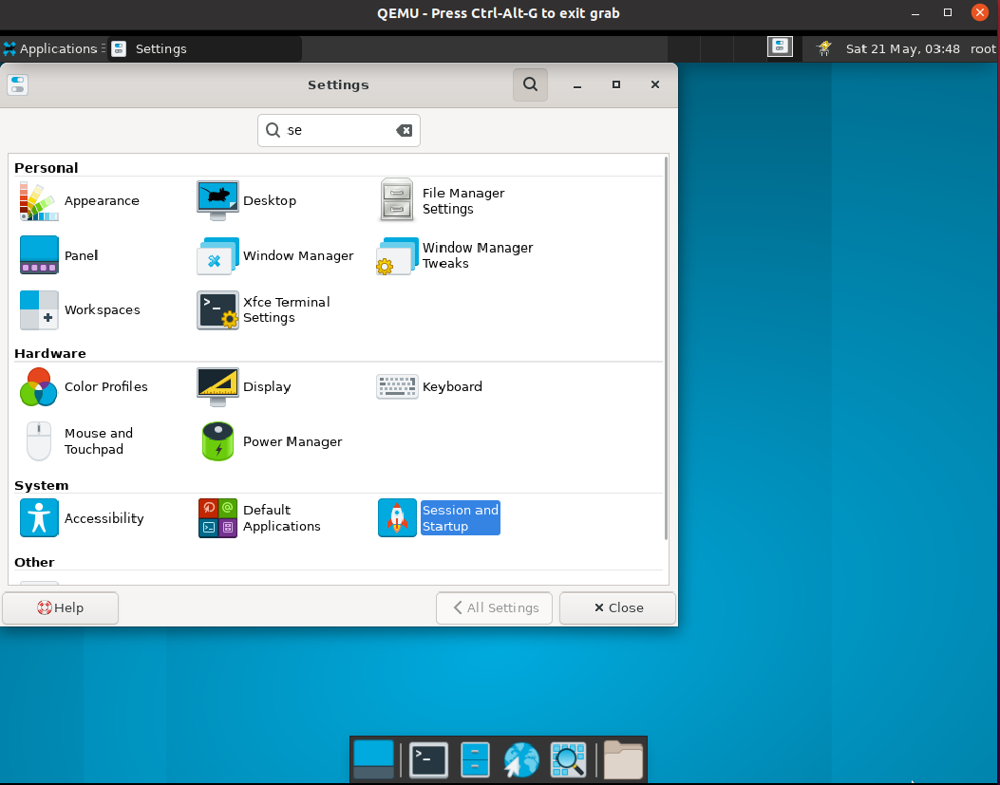 QEMU - Press Ctrl-Alt-G to exit grab
Applications Settings Sat 21 May, 03:48 root
Settings
se
Personal
Appearance
Desktop
File Manager
Settings
Panel
Window Manager
Window Manager
Tweaks
Workspaces
Xfce Terminal
Settings
Hardware
Color Profiles
Display
Keyboard
Mouse and
Touchpad
Power Manager
System
Accessibility
Default
Applications
Session and
Startup
Other
Help
All Settings
Close